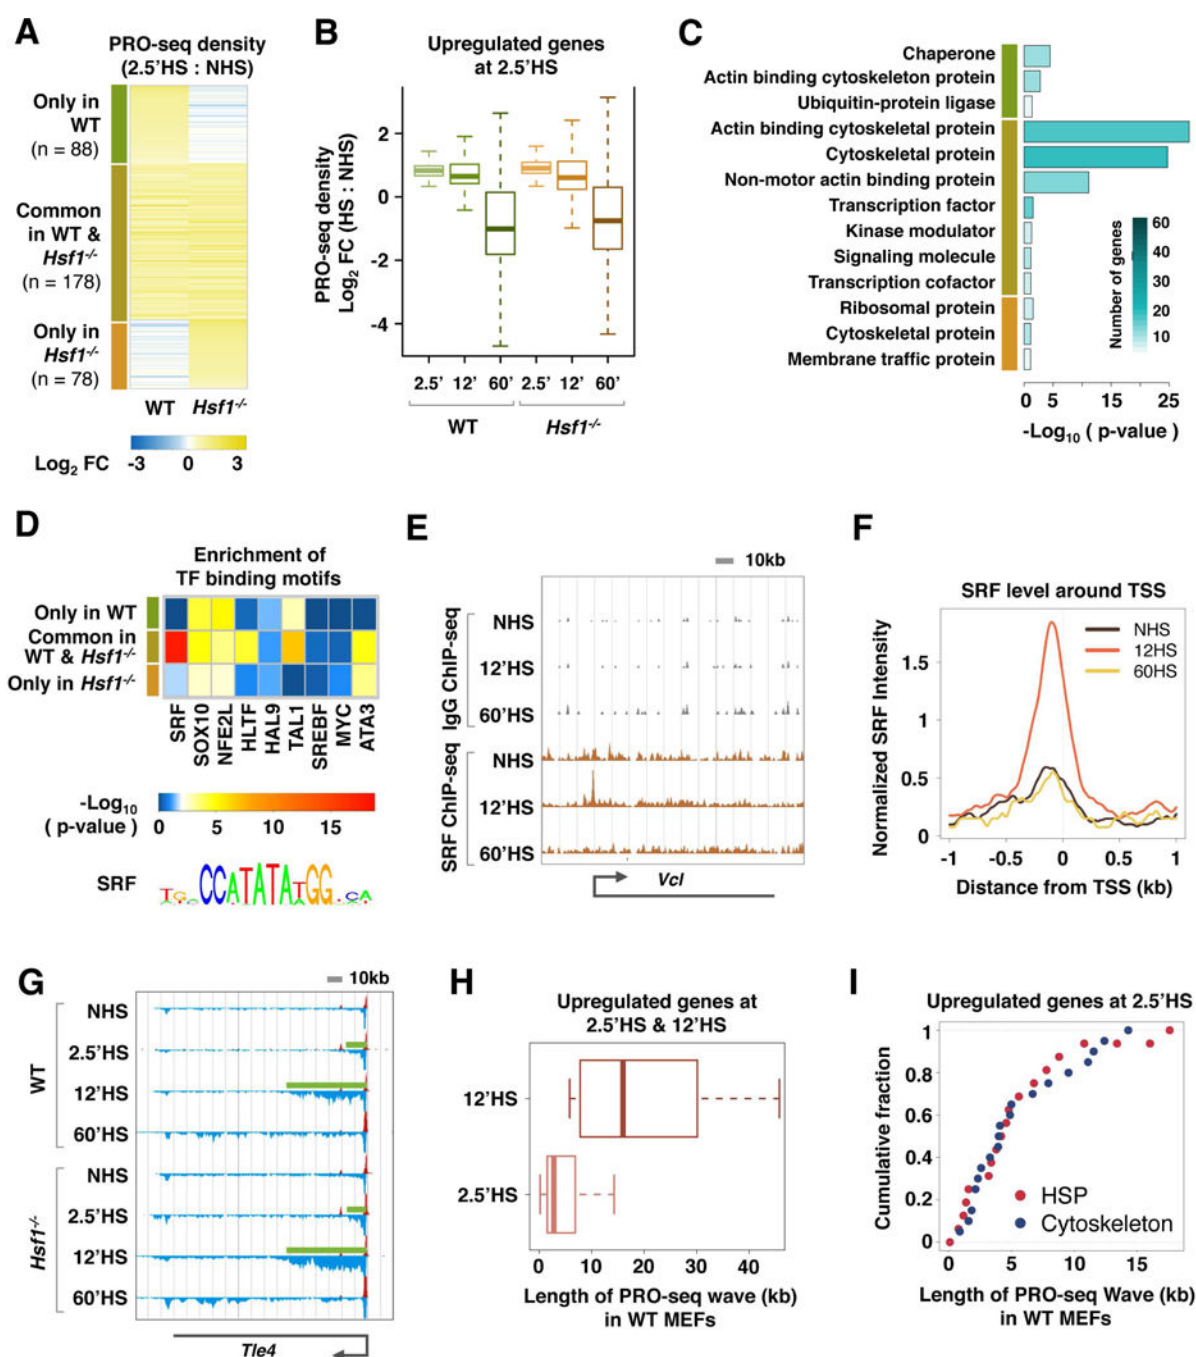 A
PRO-seq density
(2.5'HS : NHS)
Only in
WT
(n = 88)
Common
in WT &
Hsf1-/-
(n = 178)
Only in
Hsf1-/-
(n = 78)
WT Hsf1-/-
Log2 FC -3 0 3
B
Upregulated genes
at 2.5'HS
PRO-seq density
Log2 FC (HS : NHS)
2
0
-2
-4
2.5' 12' 60' 2.5' 12' 60'
WT Hsf1-/-
C
Chaperone
Actin binding cytoskeleton protein
Ubiquitin-protein ligase
Actin binding cytoskeletal protein
Cytoskeletal protein
Non-motor actin binding protein
Transcription factor
Kinase modulator
Signaling molecule
Transcription cofactor
Ribosomal protein
Cytoskeletal protein
Membrane traffic protein
Number of genes
60
50
30
20
10
0 5 15 25
-Log10 ( p-value )
D
Enrichment of
TF binding motifs
Only in WT
Common in
WT & Hsf1-/-
Only in Hsf1-/-
SRF
SOX10
NFE2L
HLTF
HAL9
TAL1
SREBF
MYC
ATA3
-Log10
( p-value )
0 5 10 15
SRF
CCATATATGG
E
10kb
IgG ChIP-seq
NHS
12'HS
60'HS
SRF ChIP-seq
NHS
12'HS
60'HS
Vcl
F
SRF level around TSS
Normalized SRF Intensity
1.5
1
0.5
0
NHS
12HS
60HS
-1 -0.5 0 0.5 1
Distance from TSS (kb)
G
10kb
WT
NHS
2.5'HS
12'HS
60'HS
Hsf1-/-
NHS
2.5'HS
12'HS
60'HS
Tle4
H
Upregulated genes at
2.5'HS & 12'HS
12'HS
2.5'HS
0 10 20 30 40
Length of PRO-seq wave (kb)
in WT MEFs
I
Upregulated genes at 2.5'HS
Cumulative fraction
1
0.8
0.6
0.4
0.2
0
HSP
Cytoskeleton
0 5 10 15
Length of PRO-seq Wave (kb)
in WT MEFs